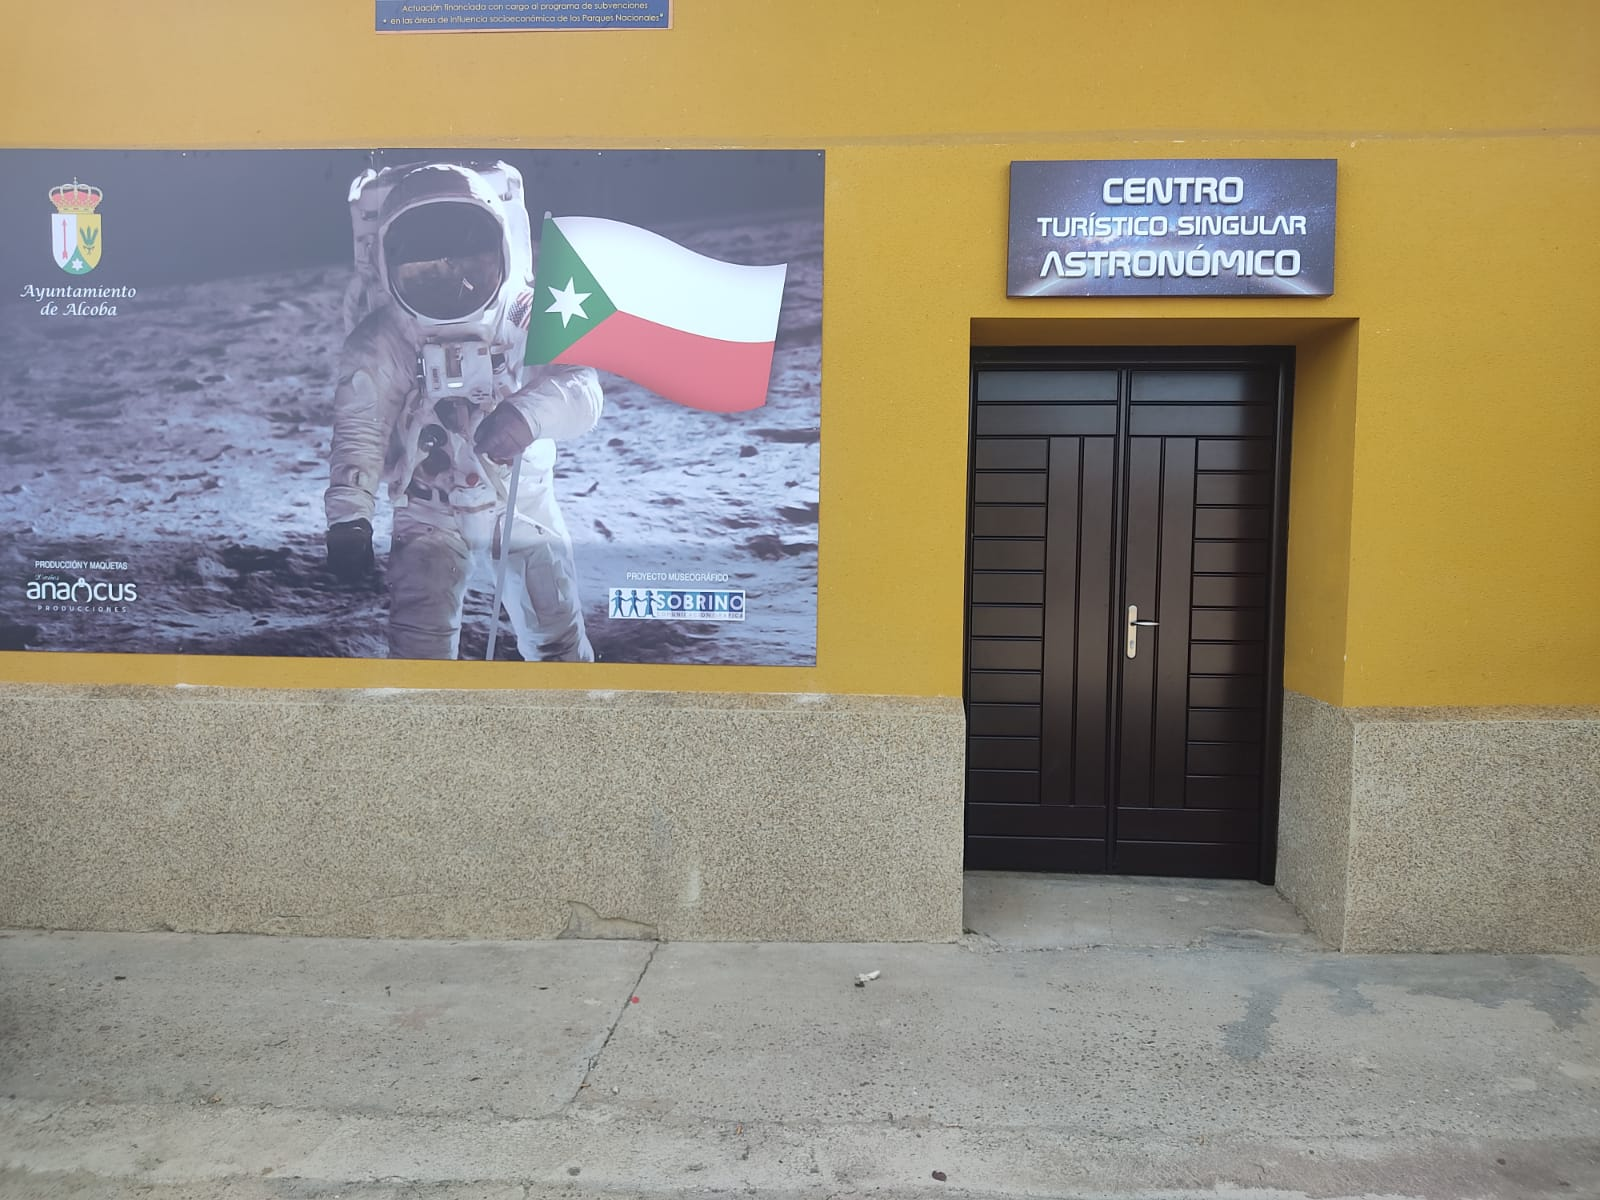 Actuación financiada con cargo al programa de subvenciones
en las áreas de influencia socioeconómica de los Parques Nacionales"
Ayuntamiento
de Alcoba
CENTRO
TURÍSTICO SINGULAR
ASTRONÓMICO
PRODUCCIÓN Y MAQUETAS
anaocus
PRODUCCIONES
PROYECTO MUSEOGRÁFICO
SOBRINO